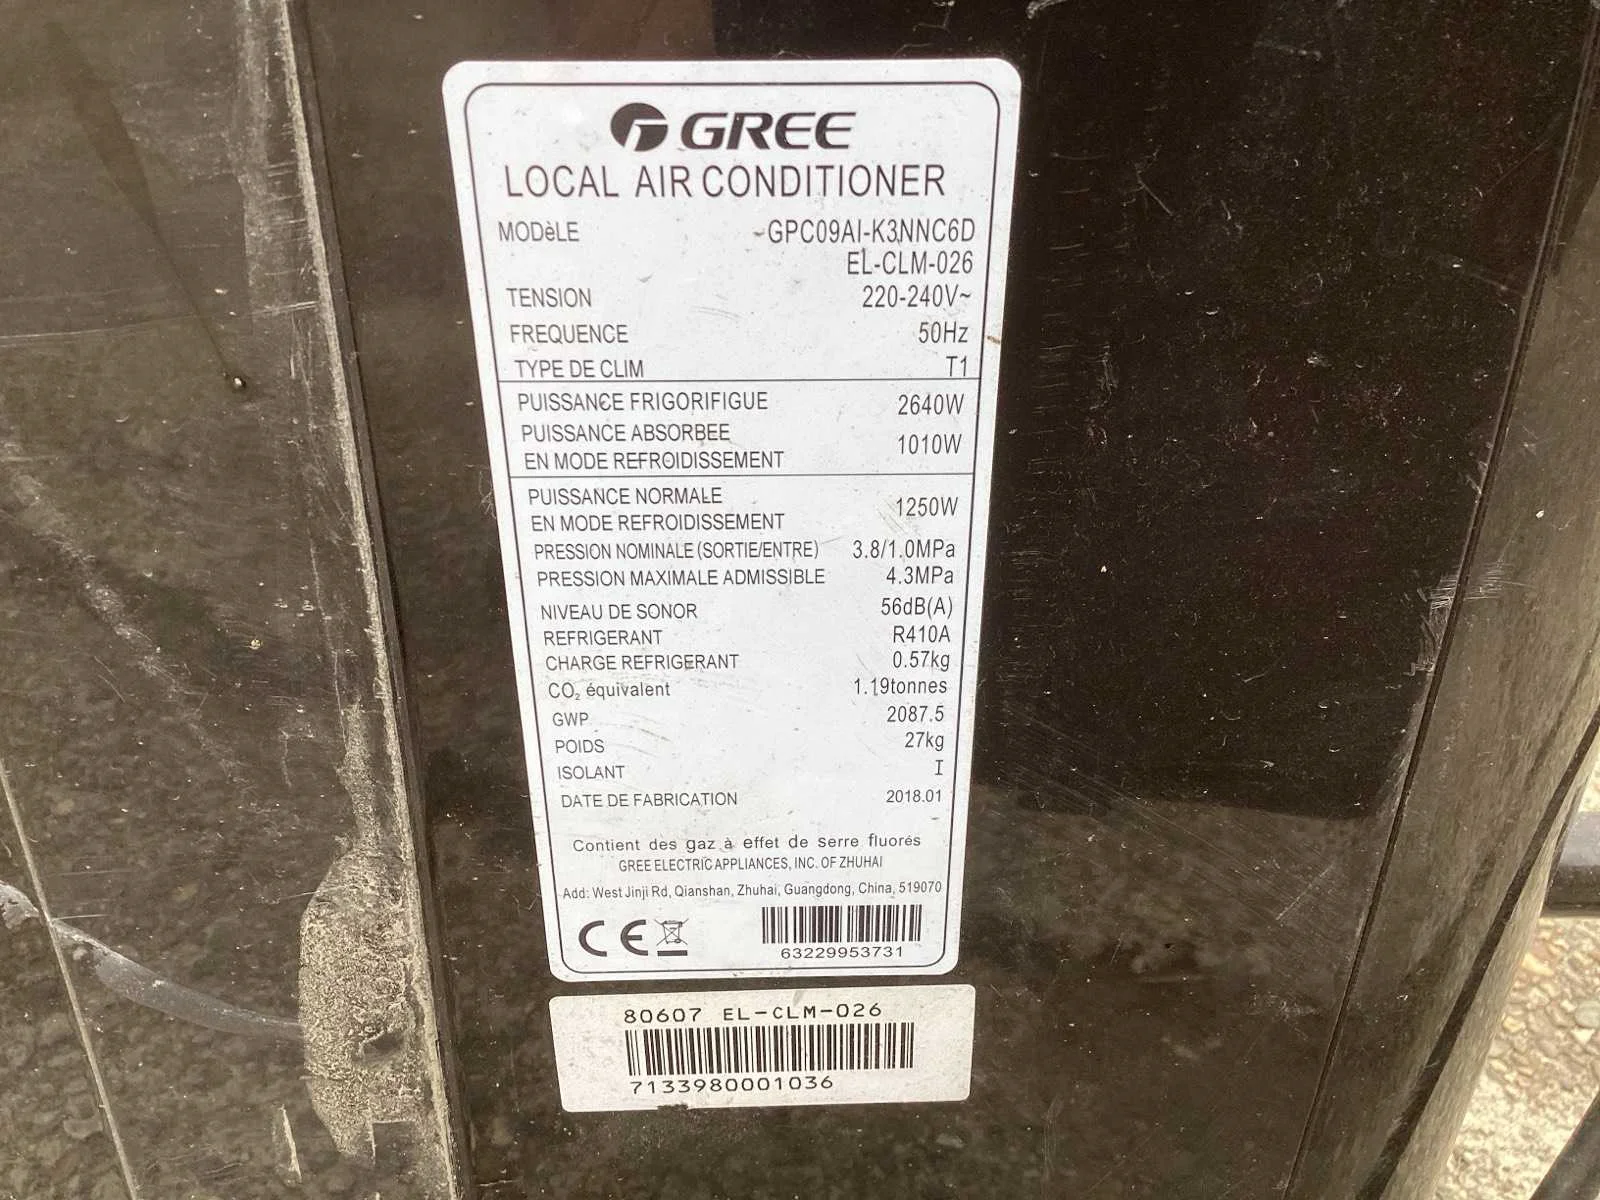 GREE
LOCAL AIR CONDITIONER
MODèLE GPC09AI-K3NNC6D
EL-CLM-026
TENSION 220-240V~
FREQUENCE 50Hz
TYPE DE CLIM T1
PUISSANCE FRIGORIFIGUE 2640W
PUISSANCE ABSORBEE
EN MODE REFROIDISSEMENT 1010W
PUISSANCE NORMALE
EN MODE REFROIDISSEMENT 1250W
PRESSION NOMINALE (SORTIE/ENTRE) 3.8/1.0MPa
PRESSION MAXIMALE ADMISSIBLE 4.3MPa
NIVEAU DE SONOR 56dB(A)
REFRIGERANT R410A
CHARGE REFRIGERANT 0.57kg
CO₂ équivalent 1.19tonnes
GWP 2087.5
POIDS 27kg
ISOLANT I
DATE DE FABRICATION 2018.01
Contient des gaz à effet de serre fluorés
GREE ELECTRIC APPLIANCES, INC. OF ZHUHAI
Add: West Jinji Rd, Qianshan, Zhuhai, Guangdong, China, 519070
CE
63229953731
80607 EL-CLM-026
7133980001036